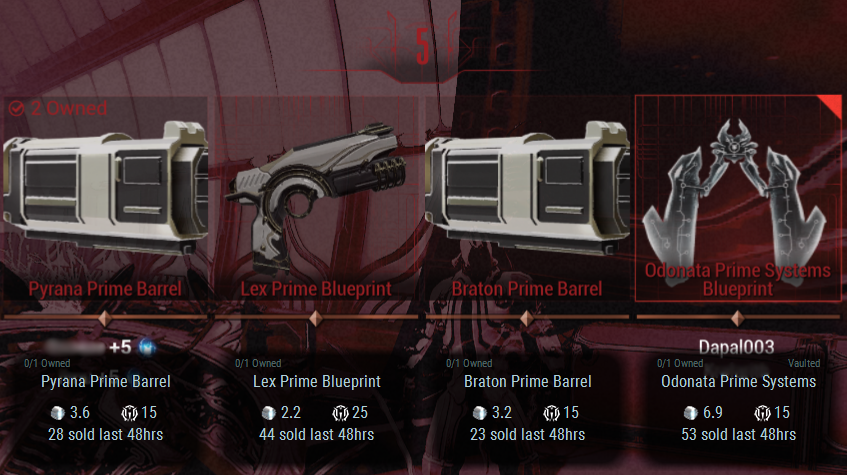 5
2 Owned
Pyrana Prime Barrel
Lex Prime Blueprint
Braton Prime Barrel
Odonata Prime Systems
Blueprint
+5
Dapal003
0/1 Owned
0/1 Owned
0/1 Owned
0/1 Owned Vaulted
Pyrana Prime Barrel
Lex Prime Blueprint
Braton Prime Barrel
Odonata Prime Systems
3.6 15
2.2 25
3.2 15
6.9 15
28 sold last 48hrs
44 sold last 48hrs
23 sold last 48hrs
53 sold last 48hrs